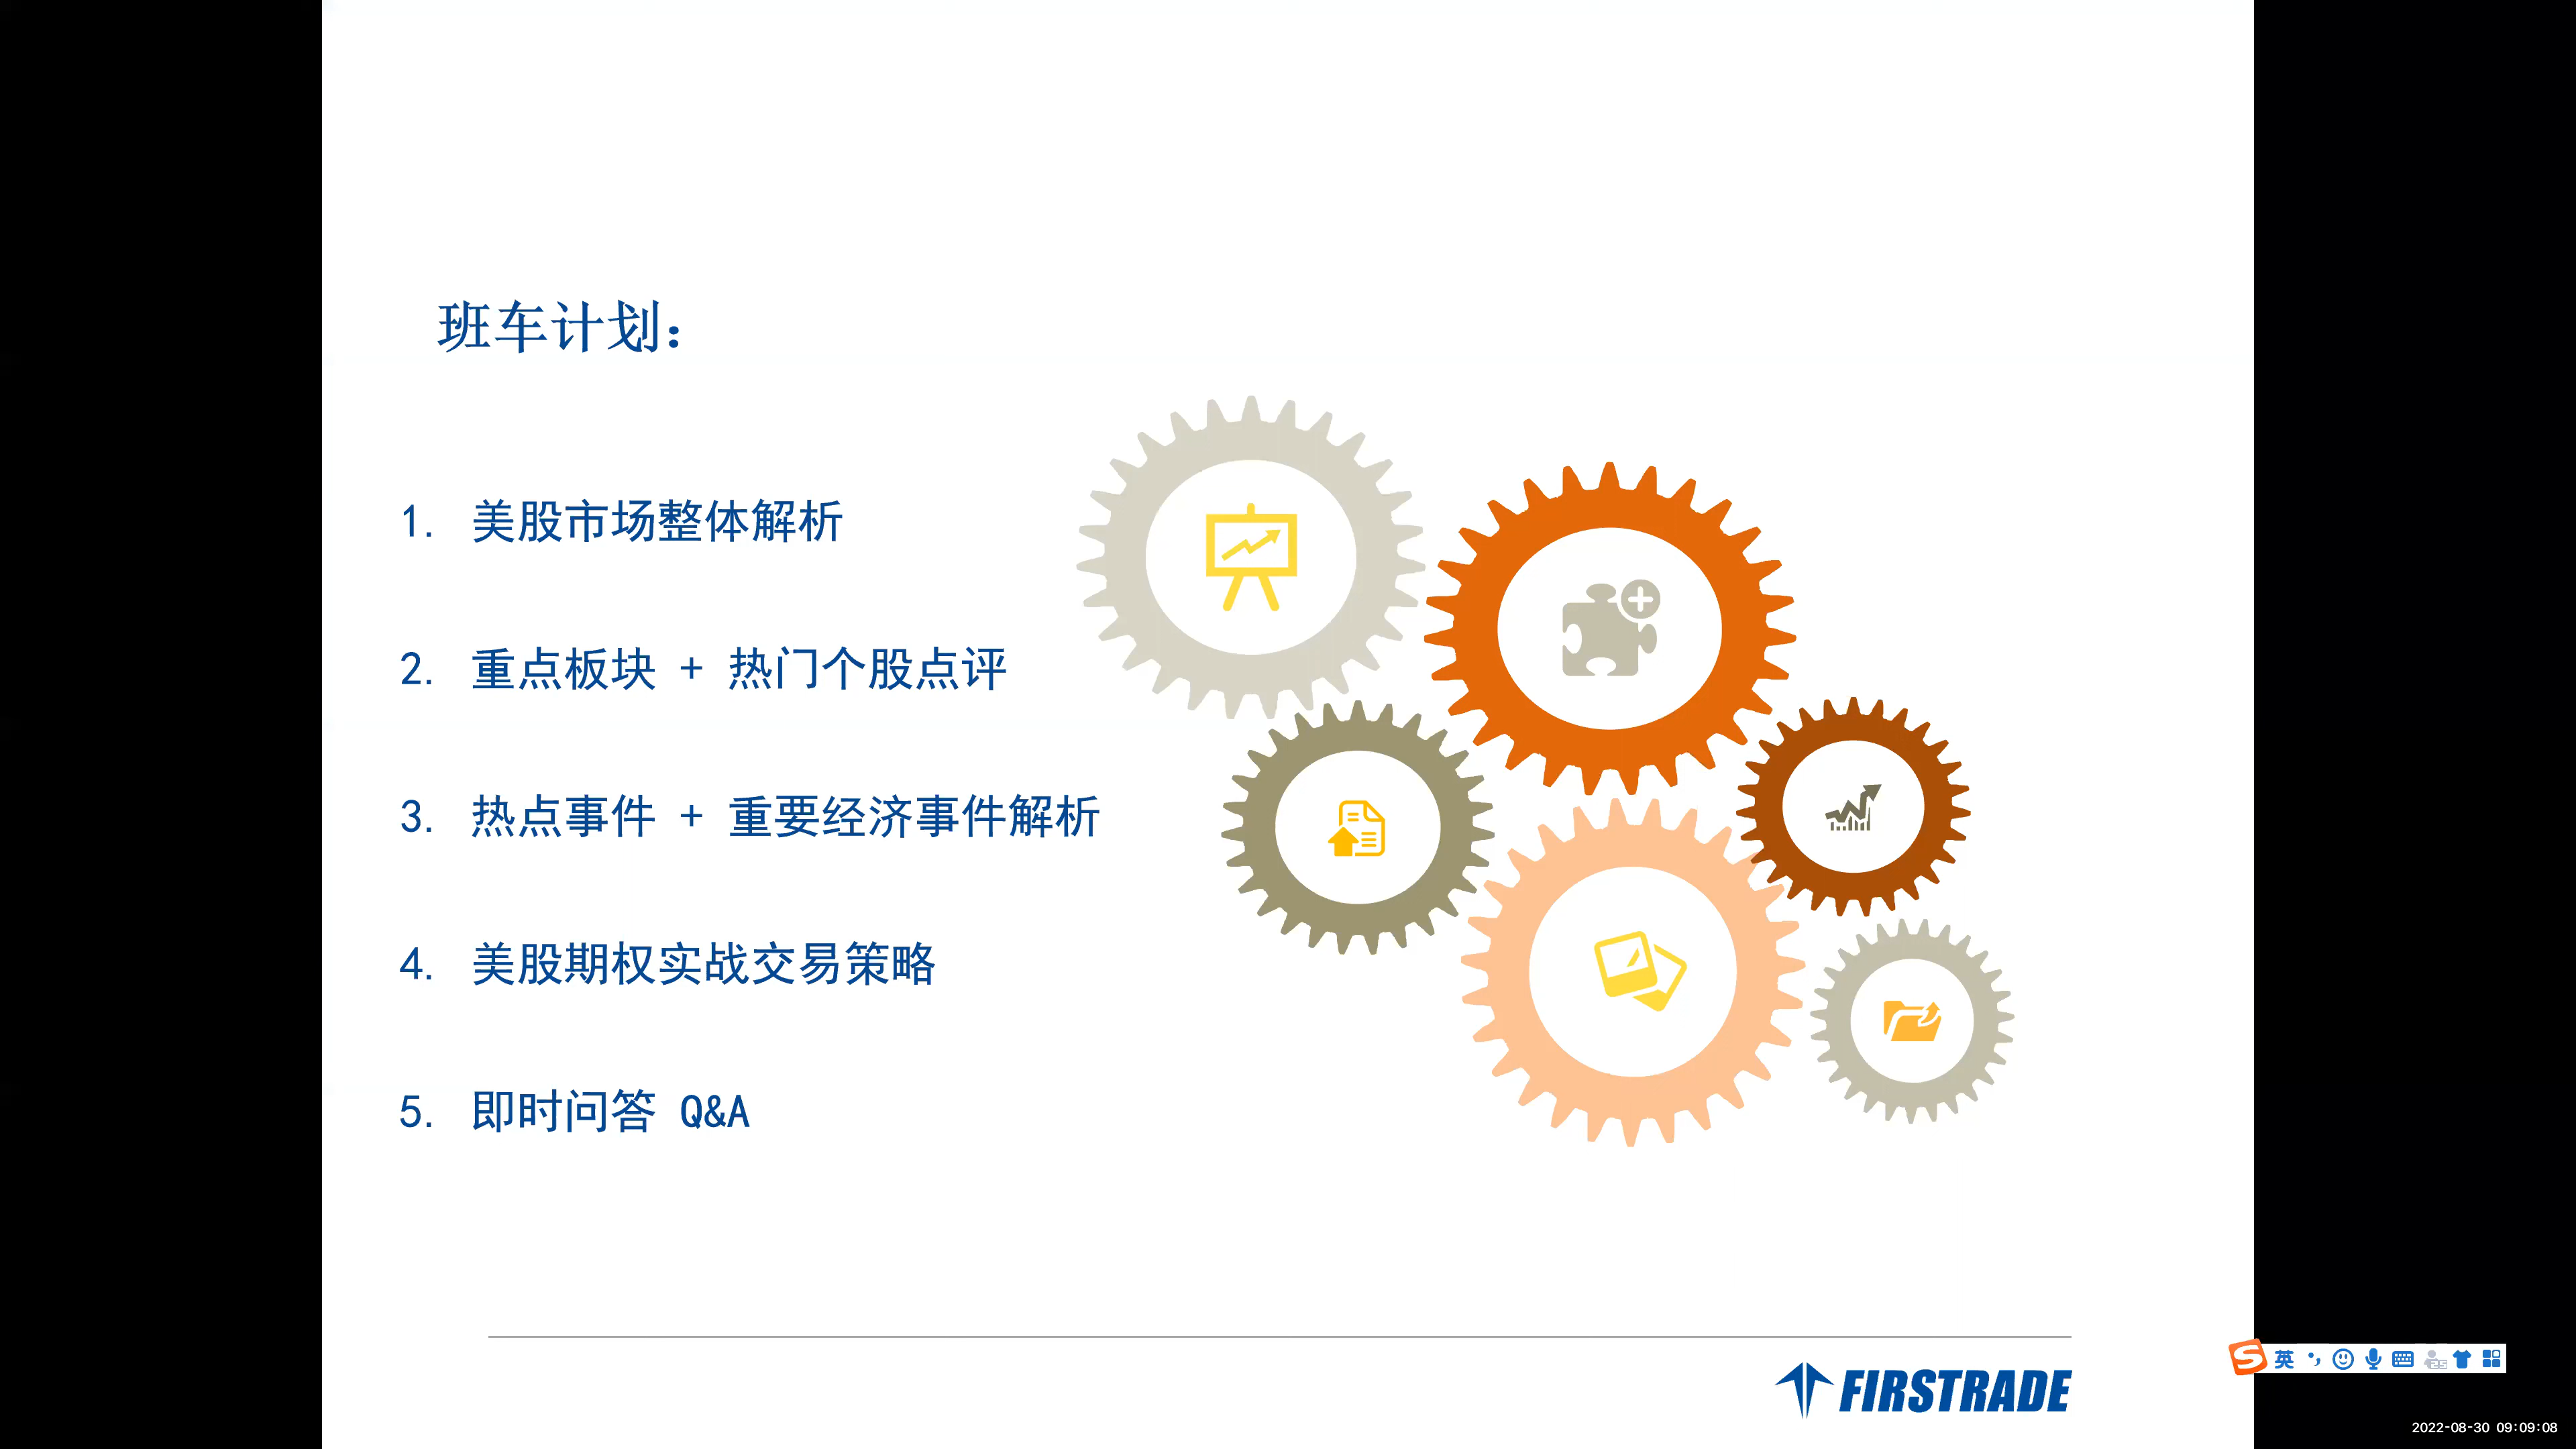 班车计划：
1. 美股市场整体解析
2. 重点板块 + 热门个股点评
3. 热点事件 + 重要经济事件解析
4. 美股期权实战交易策略
5. 即时问答 Q&A
FIRSTRADE
英
2022-08-30 09:09:08